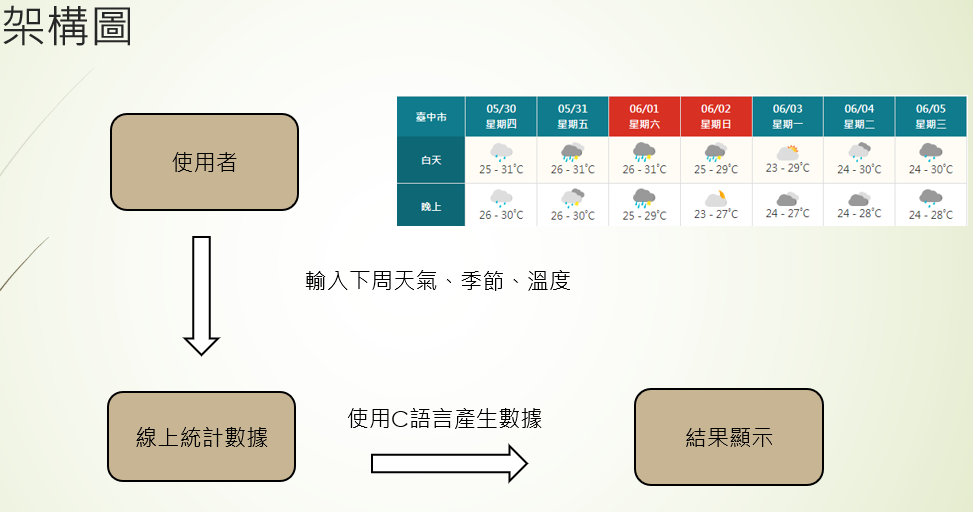 架構圖
使用者
臺中市 05/30 05/31 06/01 06/02 06/03 06/04 06/05
星期四 星期五 星期六 星期日 星期一 星期二 星期三
白天 25 - 31°C 26 - 31°C 26 - 31°C 25 - 29°C 23 - 29°C 24 - 30°C 24 - 30°C
晚上 26 - 30°C 26 - 30°C 25 - 29°C 23 - 27°C 24 - 27°C 24 - 28°C 24 - 28°C
輸入下周天氣、季節、溫度
線上統計數據
使用C語言產生數據
結果顯示